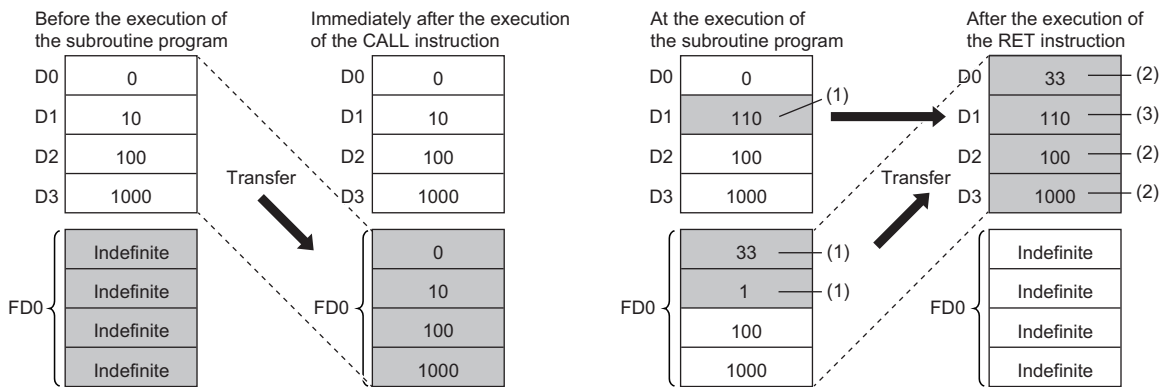 Before the execution of
the subroutine program
D0 0
D1 10
D2 100
D3 1000
Transfer
FD0
Indefinite
Indefinite
Indefinite
Indefinite
Immediately after the execution
of the CALL instruction
D0 0
D1 10
D2 100
D3 1000
FD0
0
10
100
1000
At the execution of
the subroutine program
D0 0
(1)
D1 110
D2 100
D3 1000
Transfer
FD0
33 (1)
1 (1)
100
1000
After the execution of
the RET instruction
D0 33 (2)
D1 110 (3)
D2 100 (2)
D3 1000 (2)
FD0
Indefinite
Indefinite
Indefinite
Indefinite